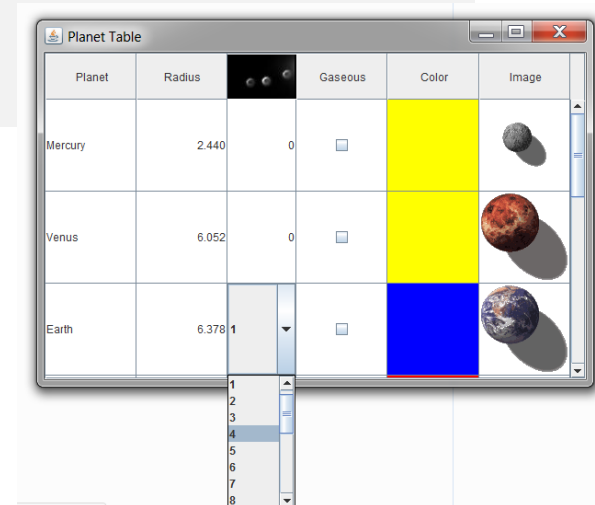 Planet Table
Planet Radius Gaseous Color Image
Mercury 2.440 0
Venus 6.052 0
Earth 6.378 1
1
2
3
4
5
6
7
8